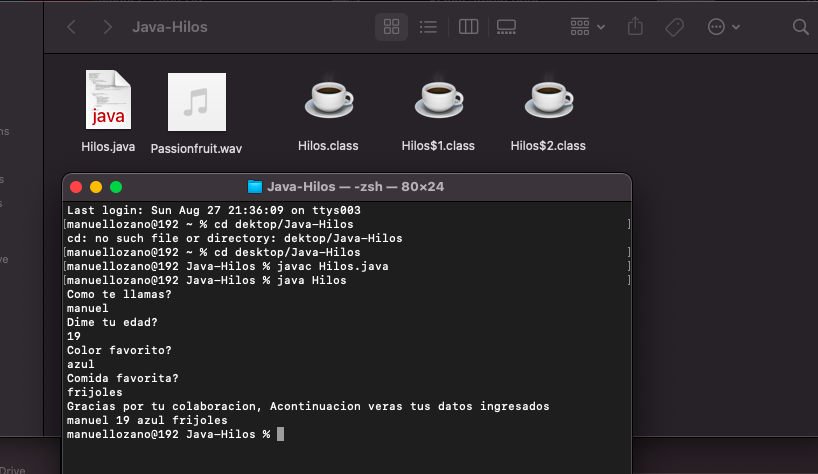 Java-Hilos
java
Hilos.java
Passionfruit.wav
Hilos.class
Hilos$1.class
Hilos$2.class
Java-Hilos — -zsh — 80×24
Last login: Sun Aug 27 21:36:09 on ttys003
[manuellozano@192 ~ % cd dektop/Java-Hilos ]
cd: no such file or directory: dektop/Java-Hilos
[manuellozano@192 ~ % cd desktop/Java-Hilos ]
[manuellozano@192 Java-Hilos % javac Hilos.java ]
[manuellozano@192 Java-Hilos % java Hilos ]
Como te llamas?
manuel
Dime tu edad?
19
Color favorito?
azul
Comida favorita?
frijoles
Gracias por tu colaboracion, Acontinuacion veras tus datos ingresados
manuel 19 azul frijoles
manuellozano@192 Java-Hilos %
Drive